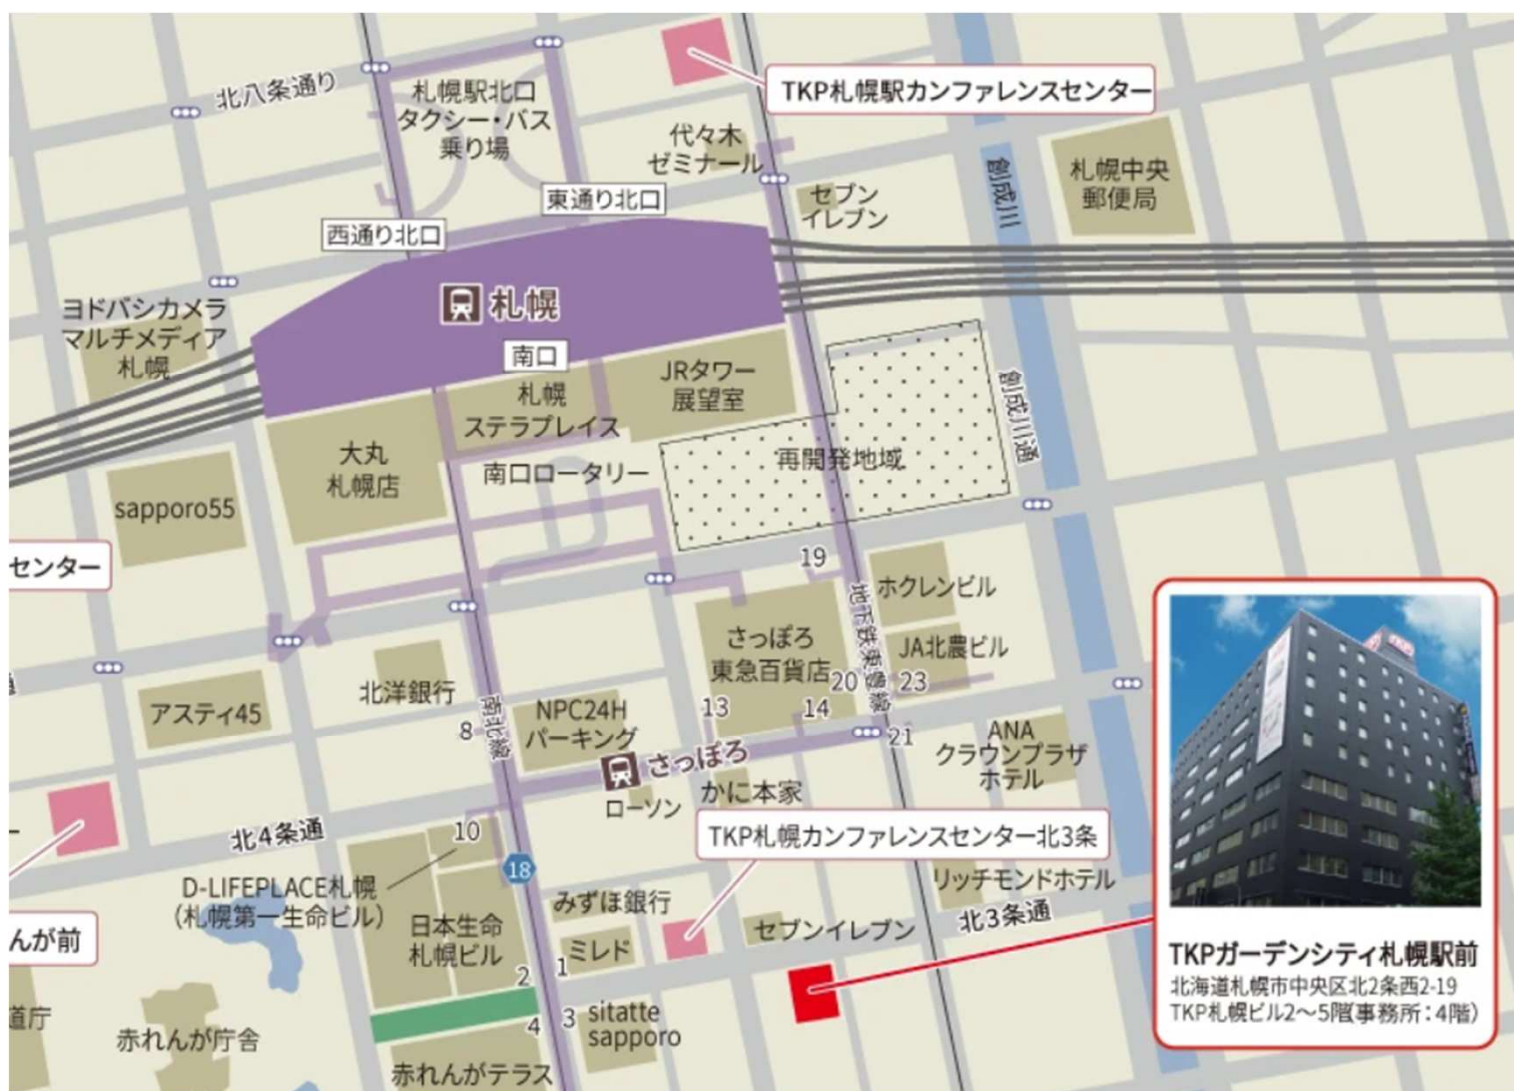 北八条通り
札幌駅北口
タクシー・バス
乗り場
TKP札幌駅カンファレンスセンター
代々木
ゼミナール
東通り北口
西通り北口
セブン
イレブン
創成川
札幌中央
郵便局
ヨドバシカメラ
マルチメディア
札幌
札幌
南口
札幌
ステラプレイス
JRタワー
展望室
大丸
札幌店
南口ロータリー
再開発地域
創成川通
sapporo55
センター
19
ホクレンビル
地下鉄東豊線
さっぽろ
東急百貨店
JA北農ビル
20
23
北洋銀行
アスティ45
南北線
8
NPC24H
パーキング
13
14
21
ANA
クラウンプラザ
ホテル
さっぽろ
ローソン
かに本家
北4条通
10
TKP札幌カンファレンスセンター北3条
18
D-LIFEPLACE札幌
(札幌第一生命ビル)
リッチモンドホテル
みずほ銀行
日本生命
札幌ビル
セブンイレブン
北3条通
んが前
ミレド
2
1
4
3
sitatte
sapporo
道庁
赤れんが庁舎
赤れんがテラス
TKPガーデンシティ札幌駅前
北海道札幌市中央区北2条西2-19
TKP札幌ビル2〜5階(事務所:4階)